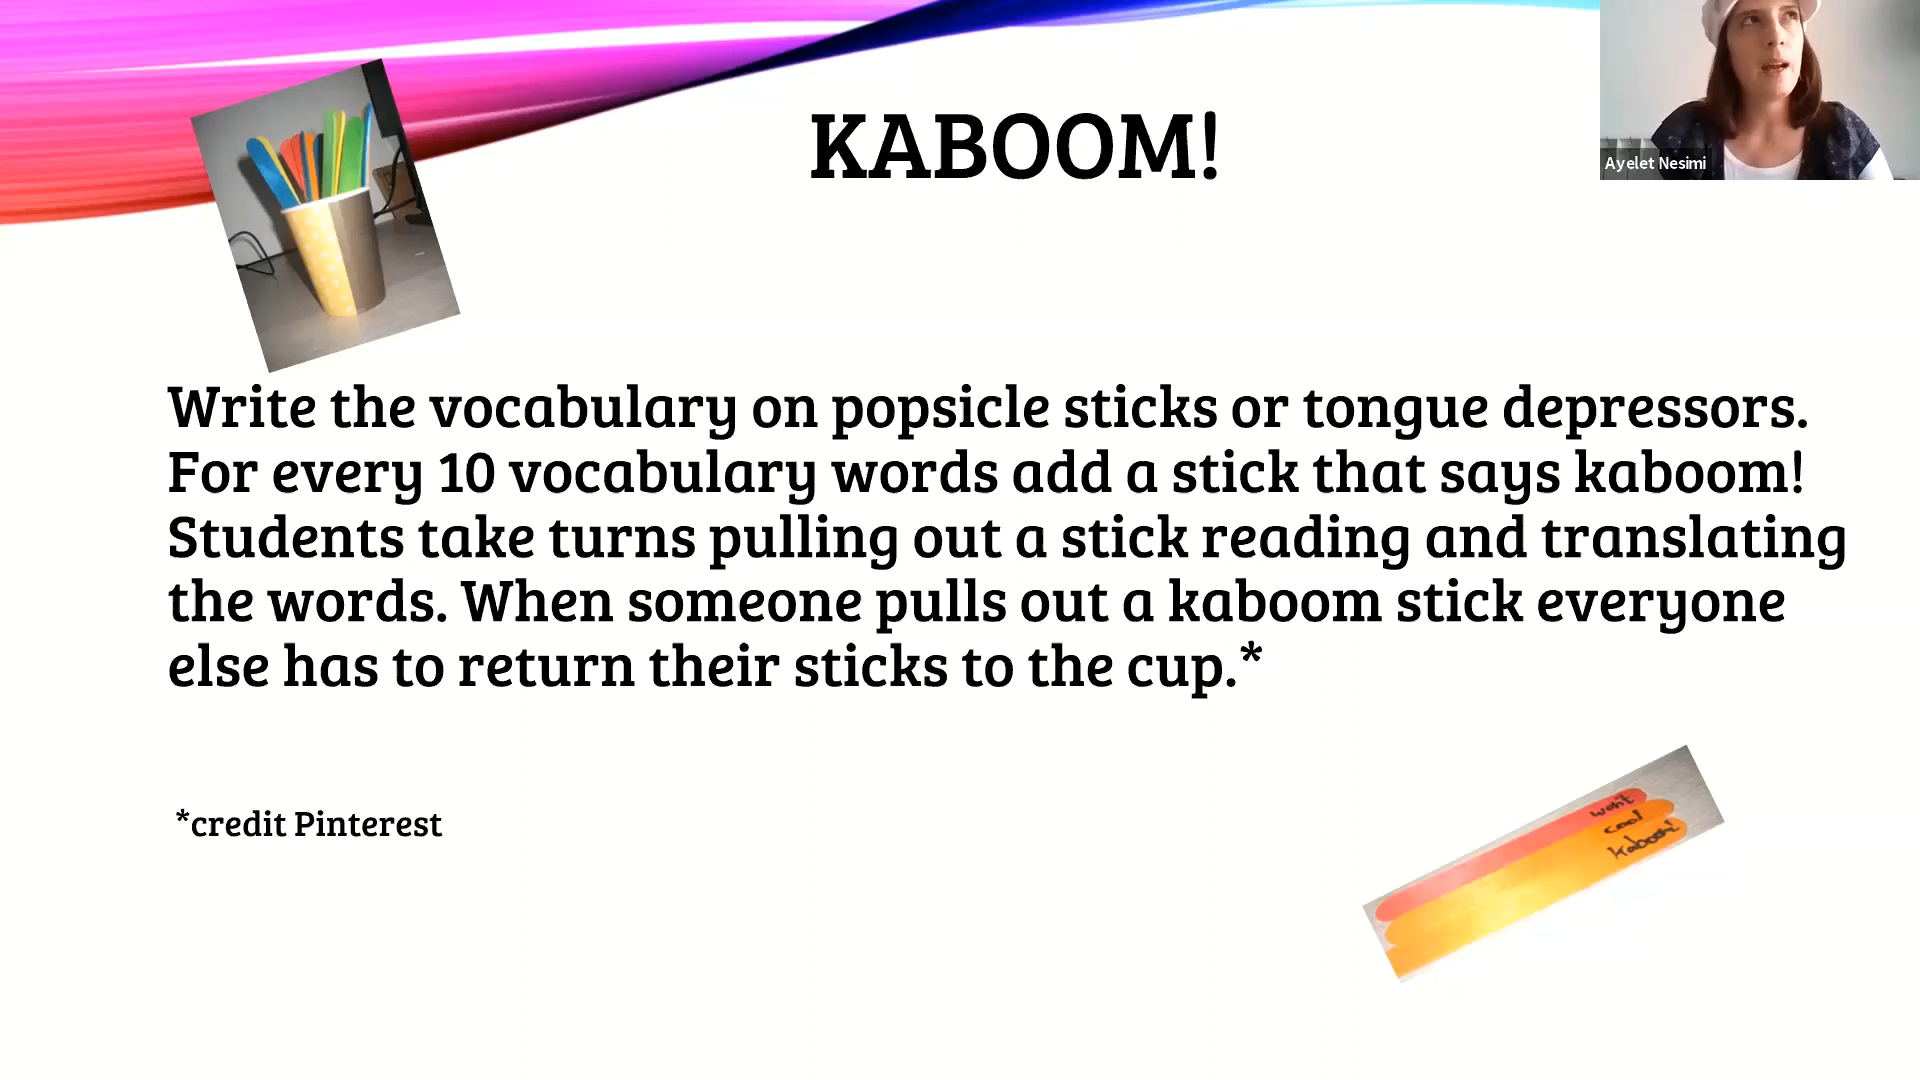 KABOOM!
Ayelet Nesimi
Write the vocabulary on popsicle sticks or tongue depressors.
For every 10 vocabulary words add a stick that says kaboom!
Students take turns pulling out a stick reading and translating
the words. When someone pulls out a kaboom stick everyone
else has to return their sticks to the cup.*
*credit Pinterest
won't
cool
kaboom!